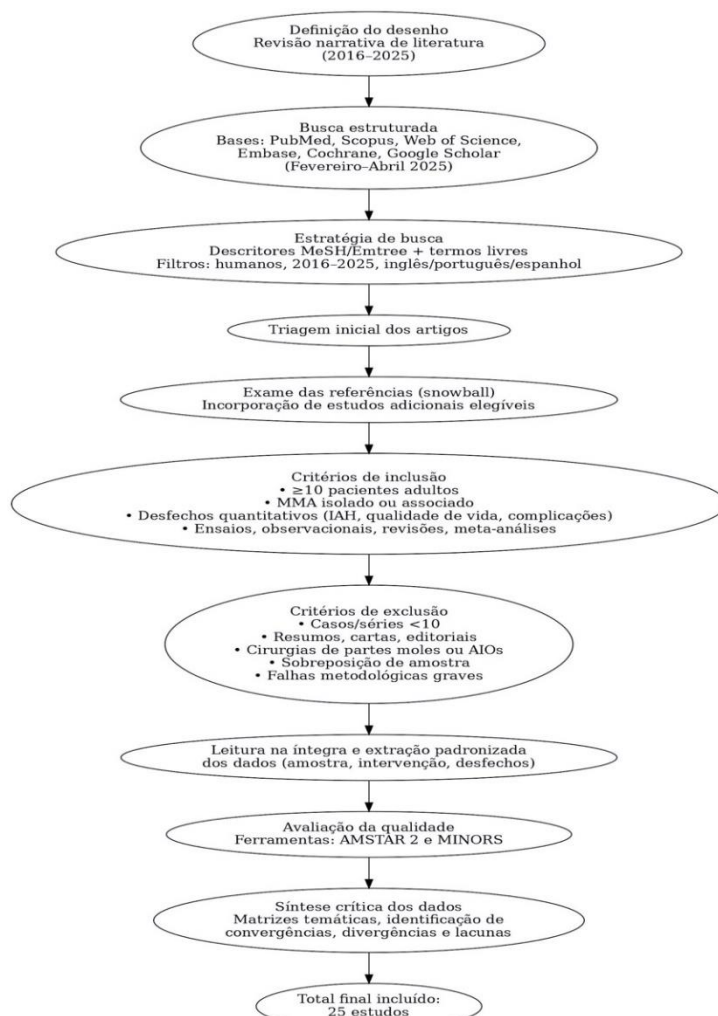 Definição do desenho
Revisão narrativa de literatura
(2016–2025)
Busca estruturada
Bases: PubMed, Scopus, Web of Science,
Embase, Cochrane, Google Scholar
(Fevereiro–Abril 2025)
Estratégia de busca
Descritores MeSH/Emtree + termos livres
Filtros: humanos, 2016–2025, inglês/português/espanhol
Triagem inicial dos artigos
Exame das referências (snowball)
Incorporação de estudos adicionais elegíveis
Critérios de inclusão
• ≥10 pacientes adultos
• MMA isolado ou associado
• Desfechos quantitativos (IAH, qualidade de vida, complicações)
• Ensaios, observacionais, revisões, meta-análises
Critérios de exclusão
• Casos/séries <10
• Resumos, cartas, editoriais
• Cirurgias de partes moles ou AIOs
• Sobreposição de amostra
• Falhas metodológicas graves
Leitura na íntegra e extração padronizada
dos dados (amostra, intervenção, desfechos)
Avaliação da qualidade
Ferramentas: AMSTAR 2 e MINORS
Síntese crítica dos dados
Matrizes temáticas, identificação de
convergências, divergências e lacunas
Total final incluído:
25 estudos